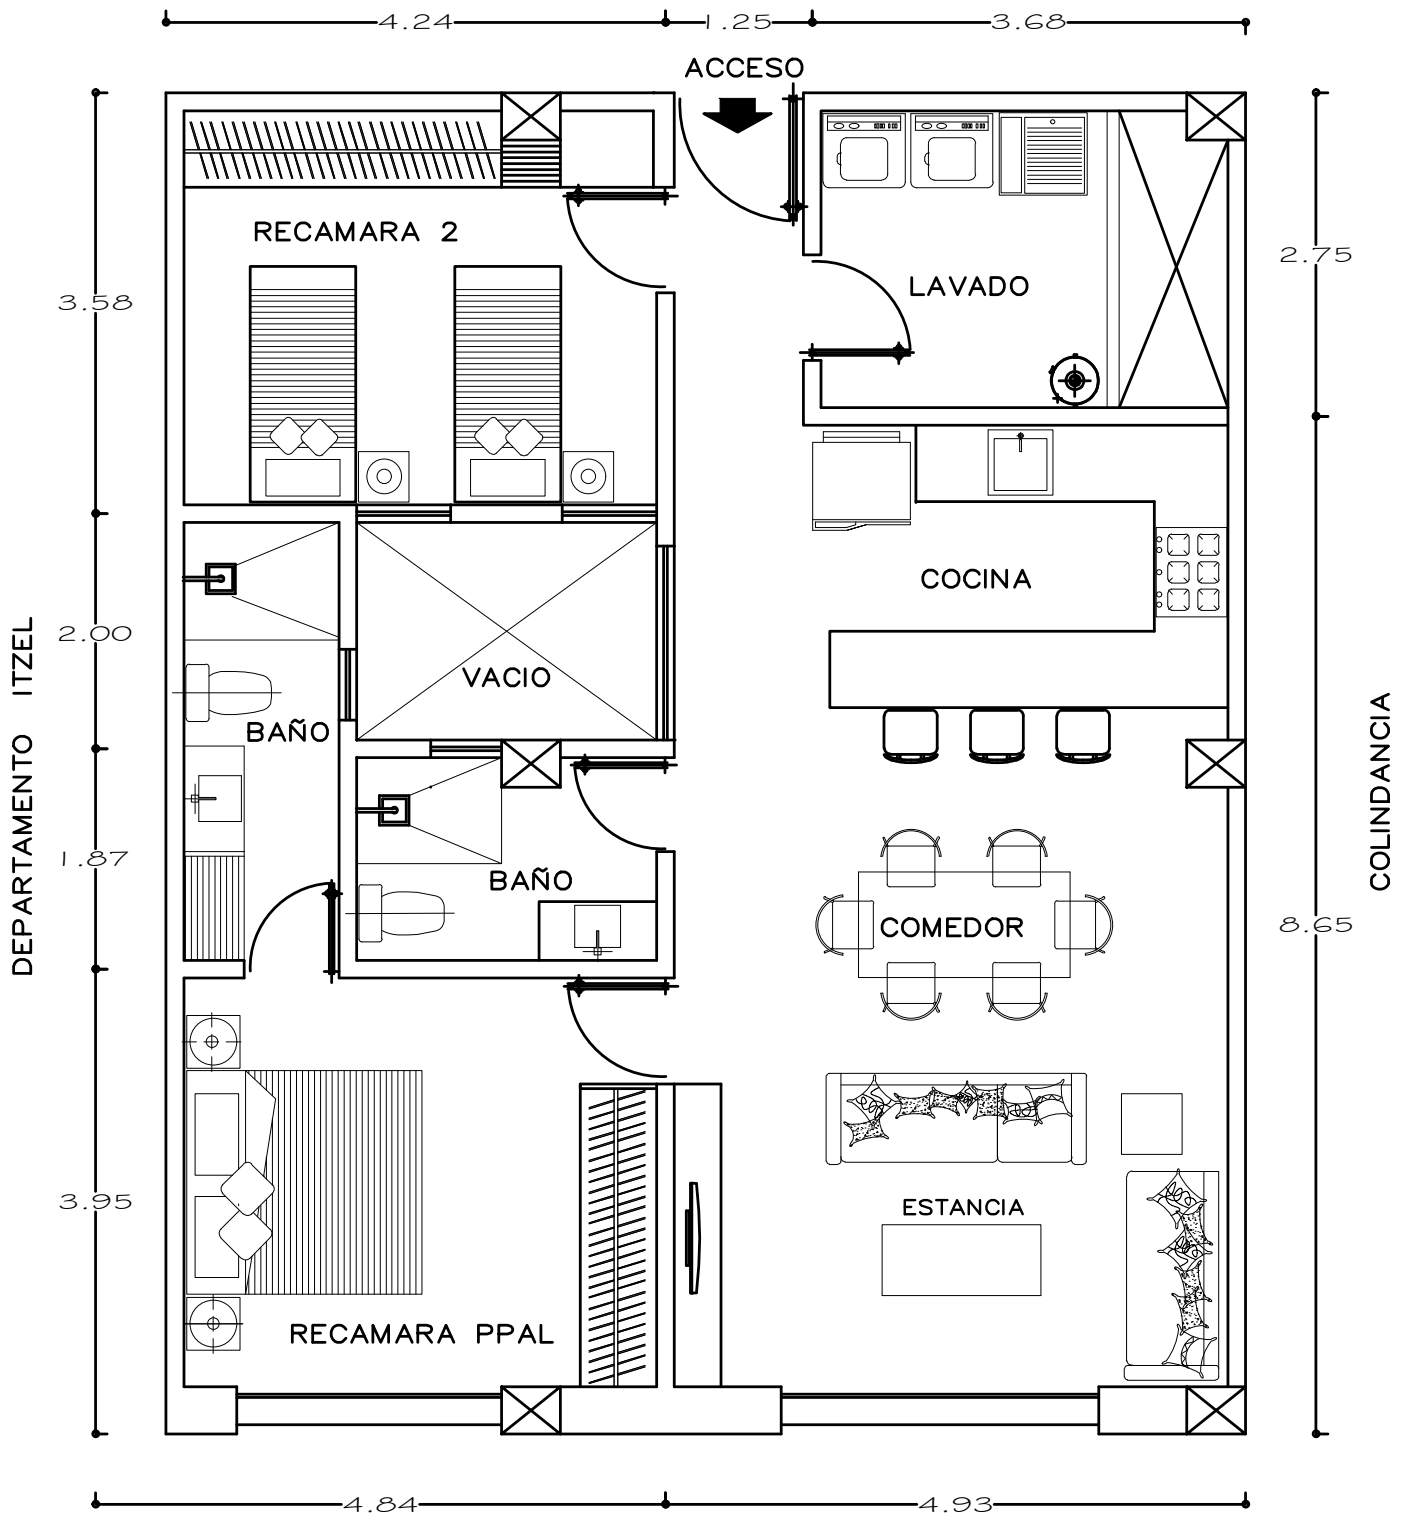 4.24
1.25
3.68
ACCESO
RECAMARA 2
LAVADO
2.75
3.58
COCINA
DEPARTAMENTO ITZEL
2.00
VACIO
BAÑO
COLINDANCIA
1.87
BAÑO
COMEDOR
8.65
3.95
ESTANCIA
RECAMARA PPAL
4.84
4.93